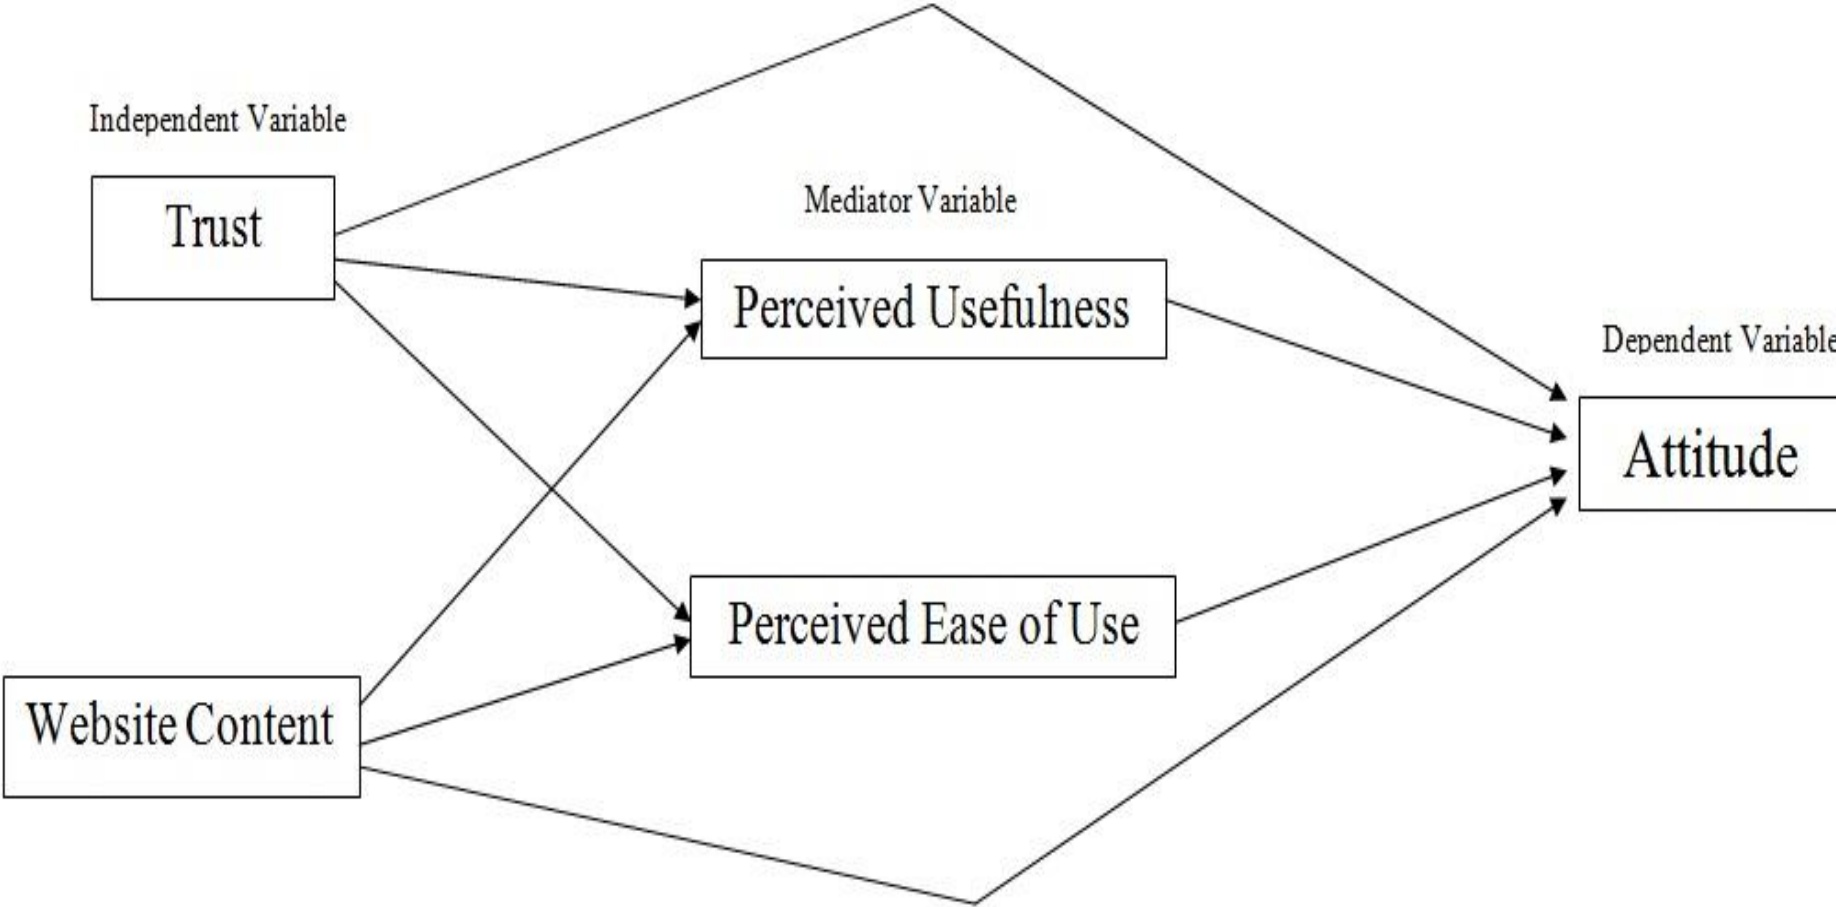 Independent Variable
Trust
Mediator Variable
Perceived Usefulness
Dependent Variable
Attitude
Perceived Ease of Use
Website Content